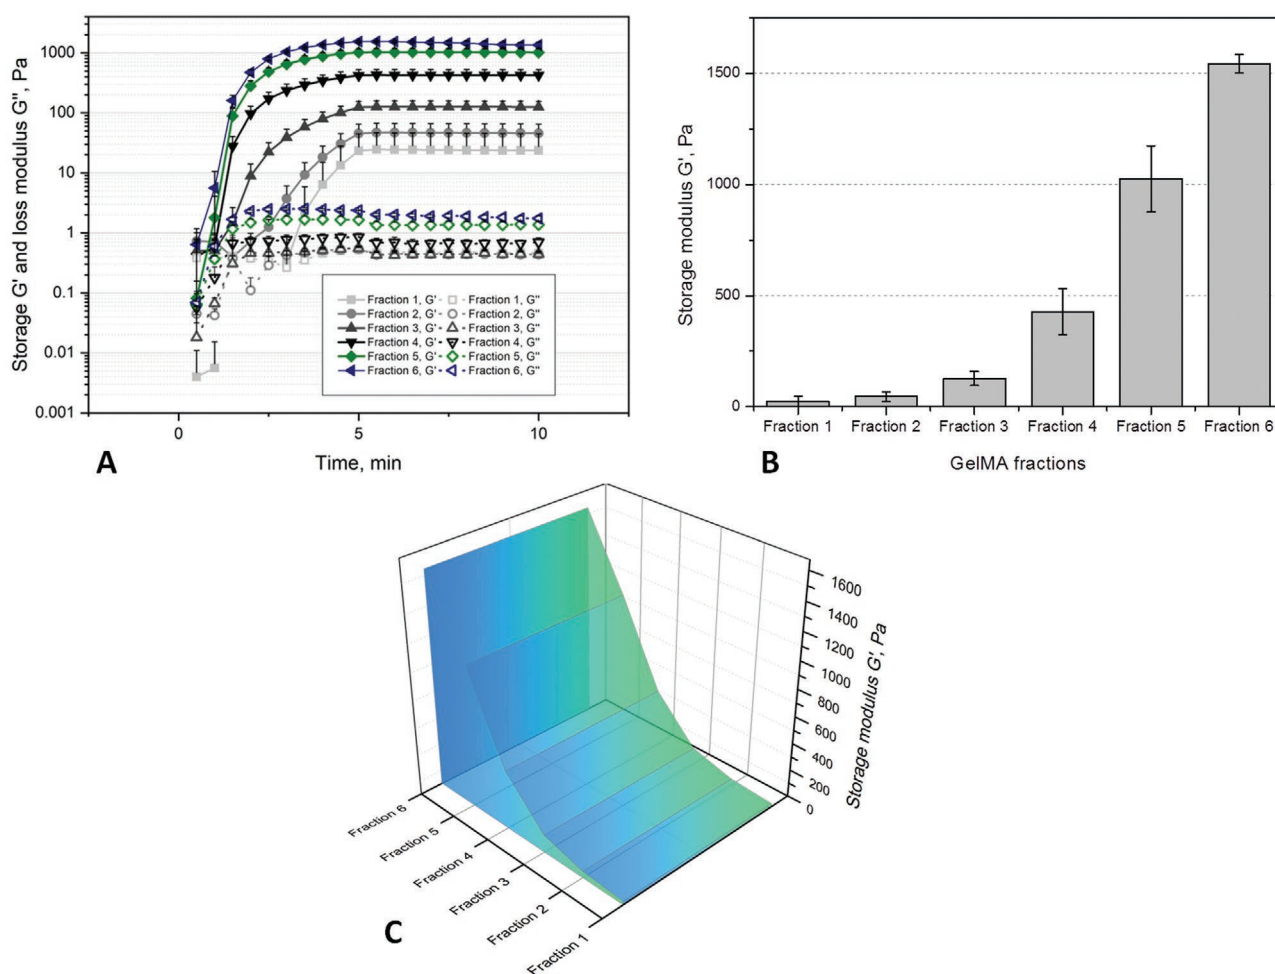 Storage G' and loss modulus G'', Pa
1000
100
10
1
0.1
0.01
0.001
0
5
10
Time, min
A
Fraction 1, G' Fraction 1, G''
Fraction 2, G' Fraction 2, G''
Fraction 3, G' Fraction 3, G''
Fraction 4, G' Fraction 4, G''
Fraction 5, G' Fraction 5, G''
Fraction 6, G' Fraction 6, G''
Storage modulus G', Pa
1500
1000
500
0
Fraction 1 Fraction 2 Fraction 3 Fraction 4 Fraction 5 Fraction 6
GelMA fractions
B
1600
1400
1200
1000
800
600
400
200
0
Storage modulus G', Pa
Fraction 6
Fraction 5
Fraction 4
Fraction 3
Fraction 2
Fraction 1
C